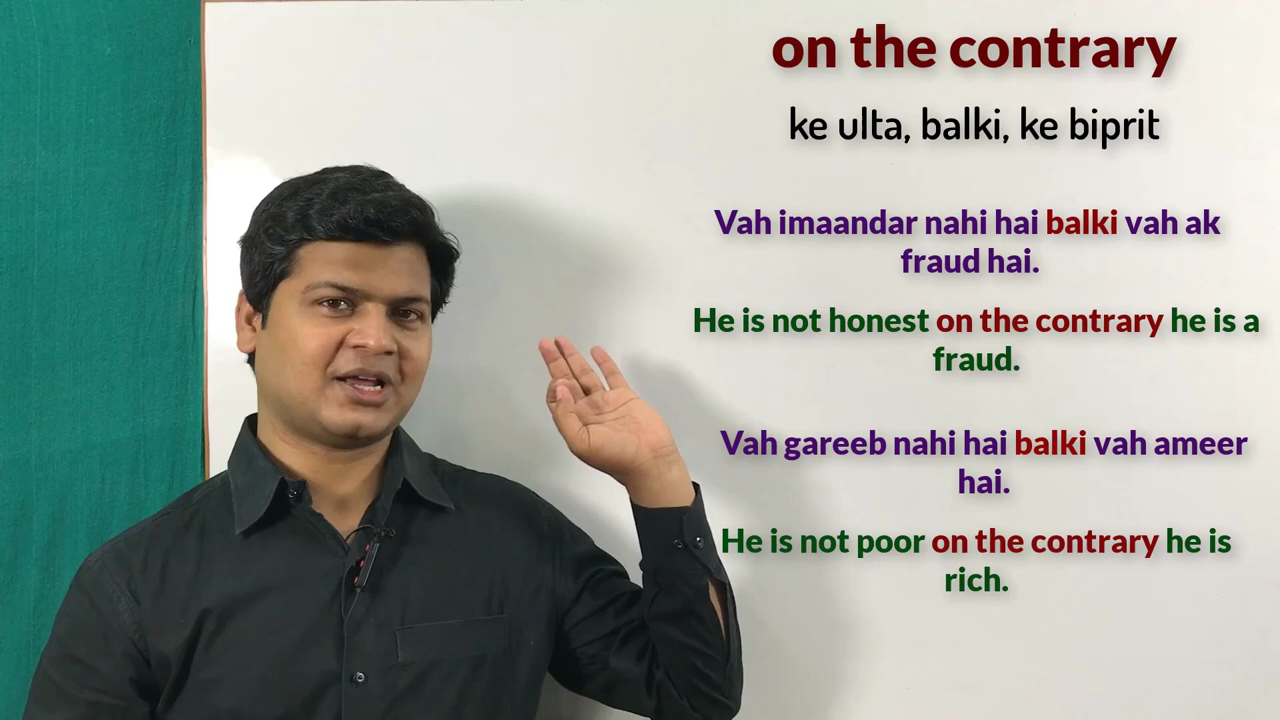 on the contrary
ke ulta, balki, ke biprit
Vah imaandar nahi hai balki vah ak
fraud hai.
He is not honest on the contrary he is a
fraud.
Vah gareeb nahi hai balki vah ameer
hai.
He is not poor on the contrary he is
rich.